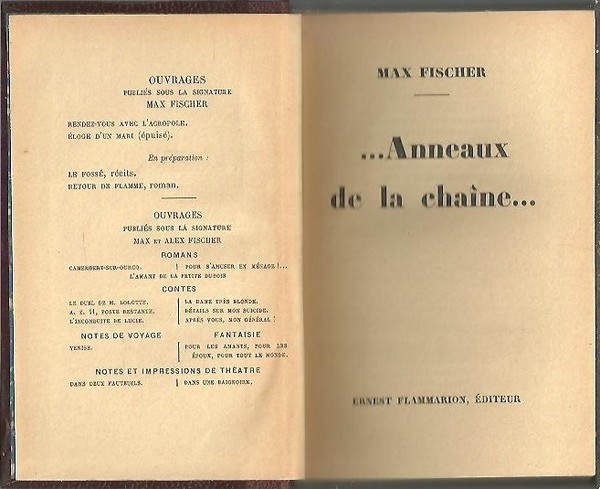 OUVRAGES
PUBLIÉS SOUS LA SIGNATURE
MAX FISCHER
RENDEZ-VOUS AVEC L'ACROPOLE.
ÉLOGE D'UN MARI (épuisé).
En préparation :
LE FOSSÉ, récits.
RETOUR DE FLAMME, roman.
OUVRAGES
PUBLIÉS SOUS LA SIGNATURE
MAX ET ALEX FISCHER
ROMANS
CAMEMBERT-SUR-OURCQ. | POUR S'AMUSER EN MÉNAGE !...
L'AMANT DE LA PETITE DUBOIS
CONTES
LE DUEL DE M. LOLOTTE. | LA DAME TRÈS BLONDE.
A. Z. 11, POSTE RESTANTE. | DÉTAILS SUR MON SUICIDE.
L'INCONDUITE DE LUCIE. | APRÈS VOUS, MON GÉNÉRAL !
NOTES DE VOYAGE FANTAISIE
VENISE. | POUR LES AMANTS, POUR LES
ÉPOUX, POUR TOUT LE MONDE.
NOTES ET IMPRESSIONS DE THÉATRE
DANS DEUX FAUTEUILS. | DANS UNE BAIGNOIRE.
MAX FISCHER
...Anneaux
de la chaîne...
ERNEST FLAMMARION, ÉDITEUR